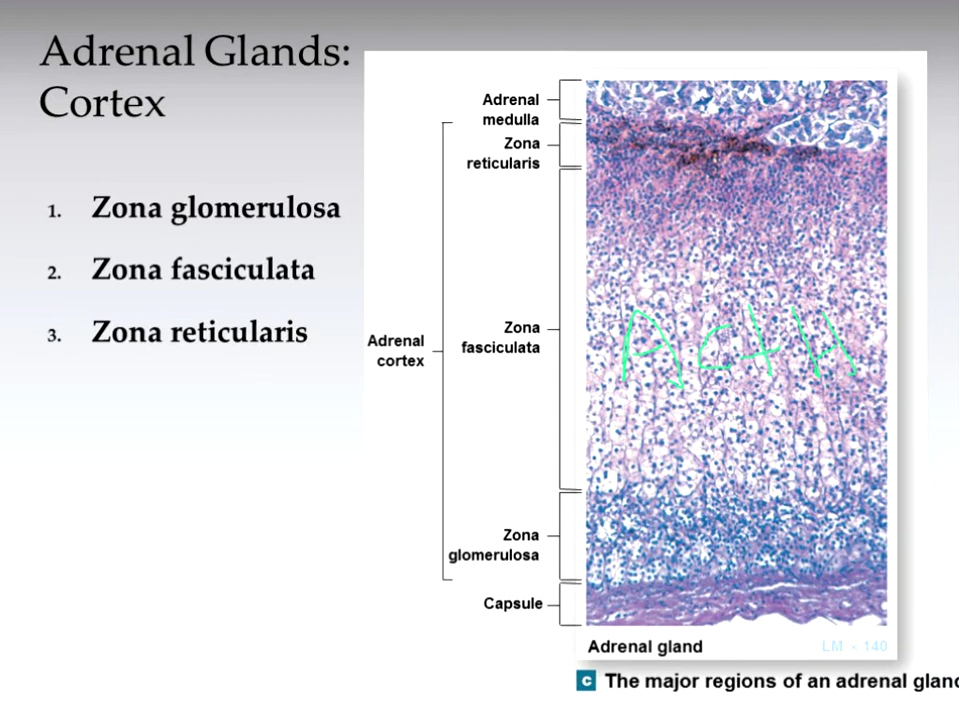 Adrenal Glands:
Cortex
1. Zona glomerulosa
2. Zona fasciculata
3. Zona reticularis
Adrenal
medulla
Zona
reticularis
Adrenal
cortex
Zona
fasciculata
ACTH
Zona
glomerulosa
Capsule
Adrenal gland
LM × 140
c The major regions of an adrenal gland